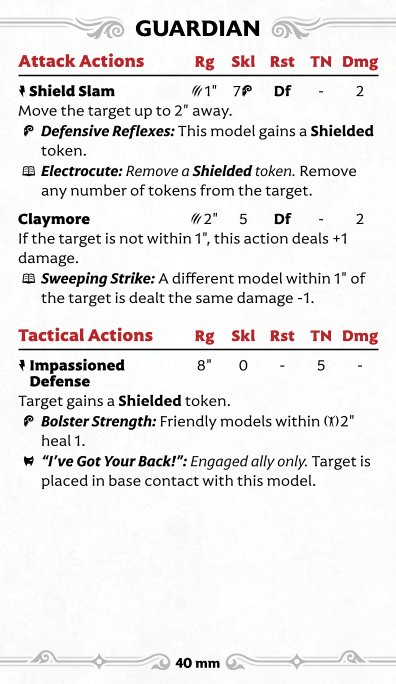 GUARDIAN
Attack Actions Rg Skl Rst TN Dmg
Shield Slam 1" 7 Df - 2
Move the target up to 2" away.
Defensive Reflexes: This model gains a Shielded
token.
Electrocute: Remove a Shielded token. Remove
any number of tokens from the target.
Claymore 2" 5 Df - 2
If the target is not within 1", this action deals +1
damage.
Sweeping Strike: A different model within 1" of
the target is dealt the same damage -1.
Tactical Actions Rg Skl Rst TN Dmg
Impassioned 8" 0 - 5 -
Defense
Target gains a Shielded token.
Bolster Strength: Friendly models within 2"
heal 1.
“I’ve Got Your Back!”: Engaged ally only. Target is
placed in base contact with this model.
40 mm